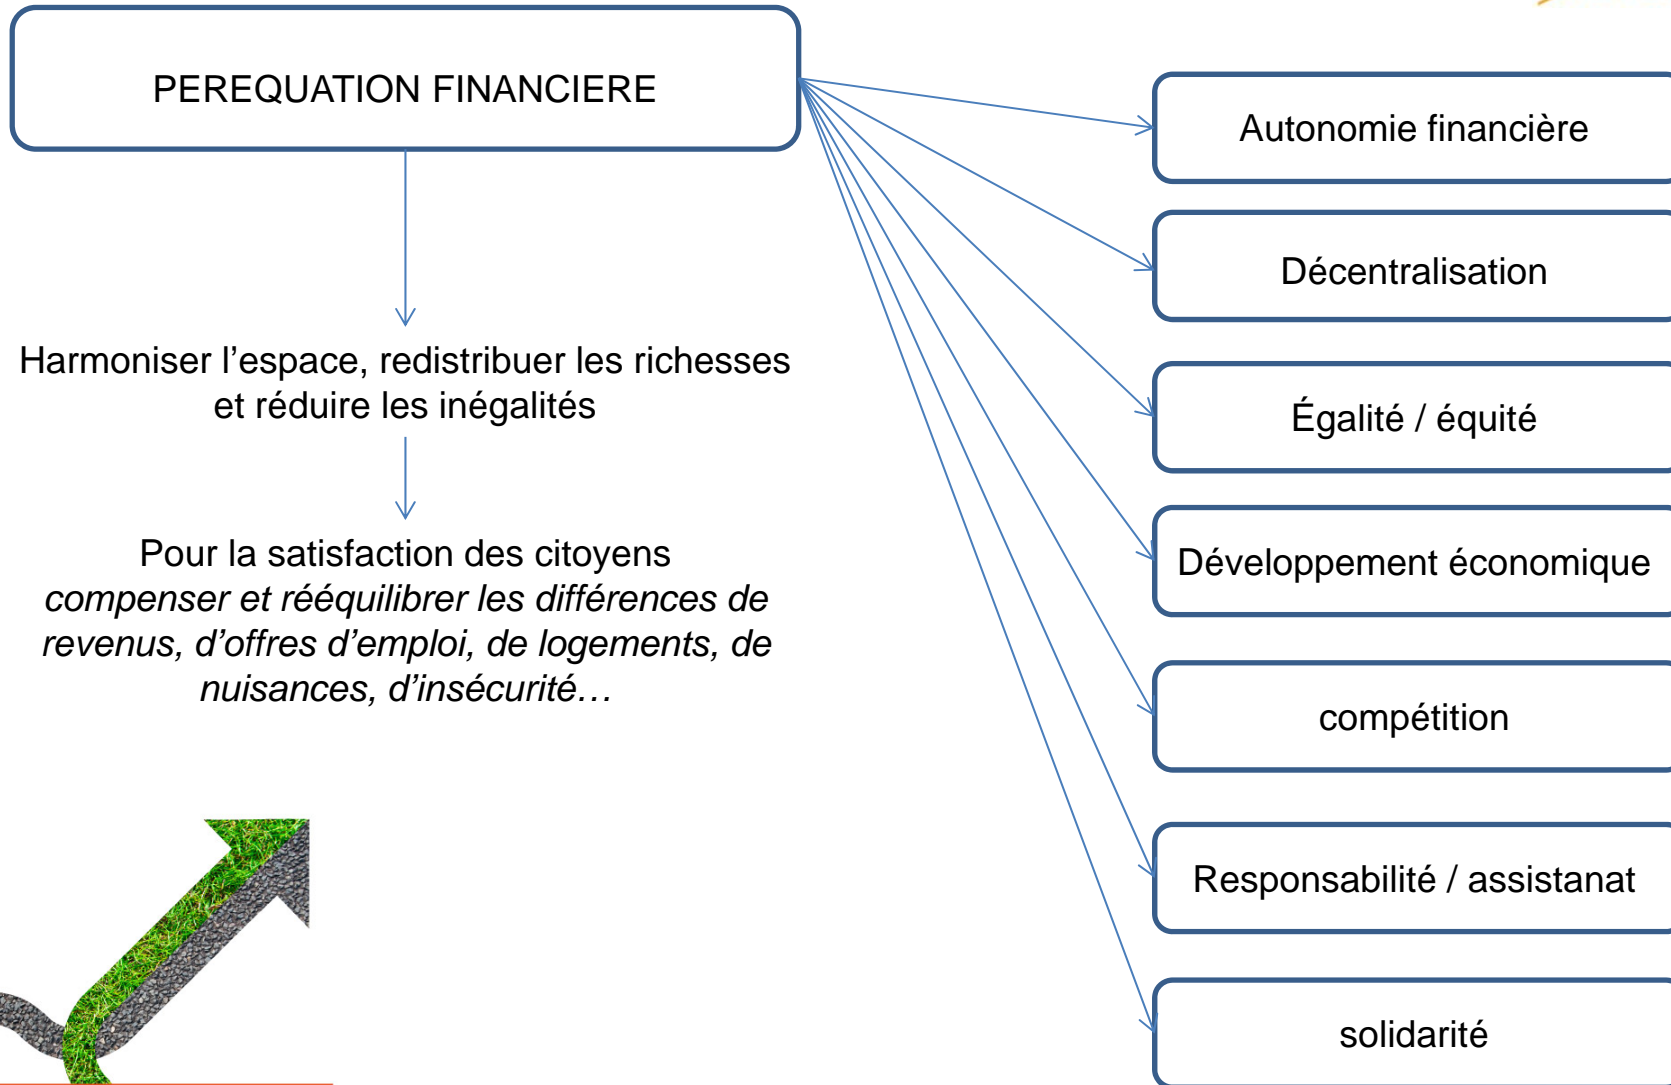 PEREQUATION FINANCIERE
Harmoniser l’espace, redistribuer les richesses
et réduire les inégalités
Pour la satisfaction des citoyens
compenser et rééquilibrer les différences de
revenus, d’offres d’emploi, de logements, de
nuisances, d’insécurité…
Autonomie financière
Décentralisation
Égalité / équité
Développement économique
compétition
Responsabilité / assistanat
solidarité